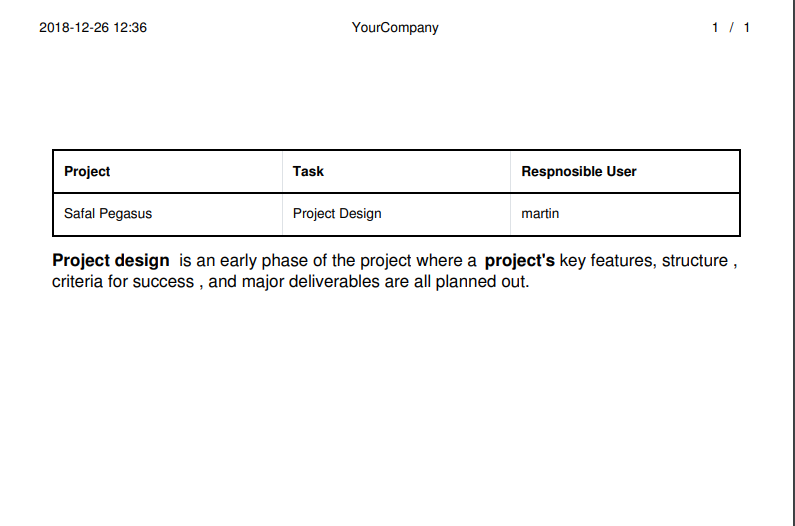 2018-12-26 12:36 YourCompany 1 / 1
Project Task Respnosible User
Safal Pegasus Project Design martin
Project design is an early phase of the project where a project's key features, structure ,
criteria for success , and major deliverables are all planned out.